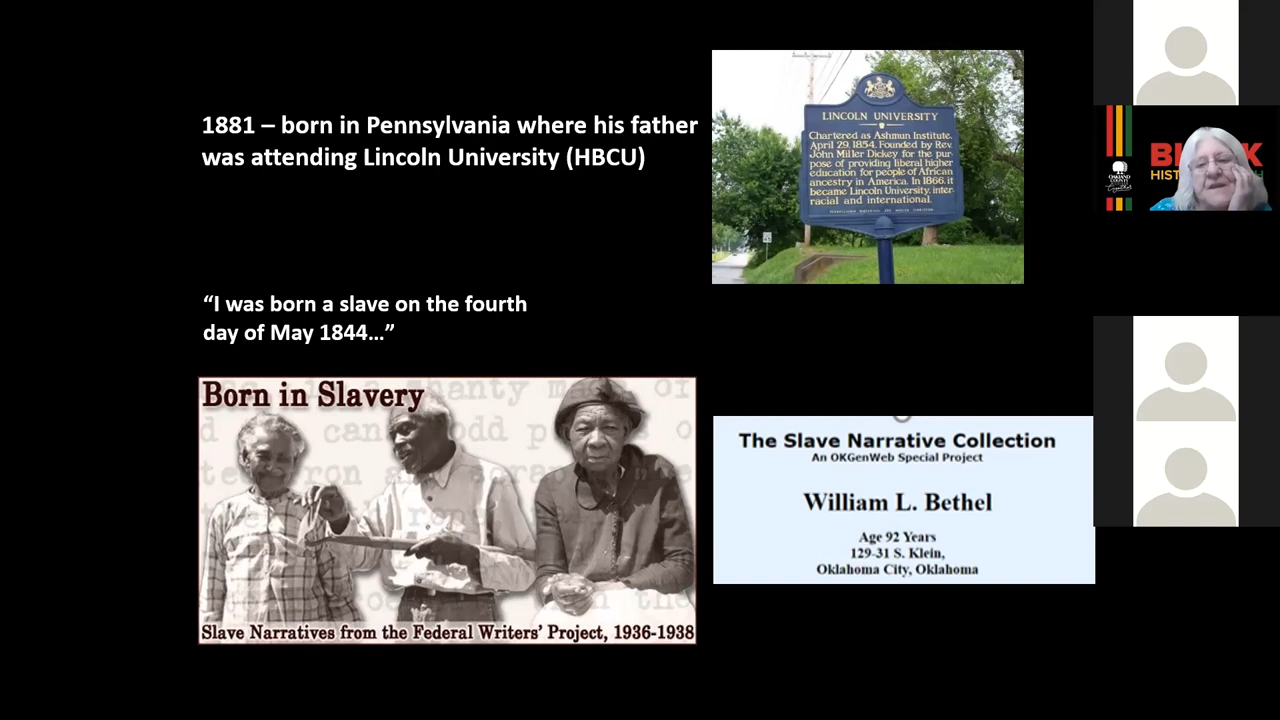 1881 – born in Pennsylvania where his father
was attending Lincoln University (HBCU)
LINCOLN UNIVERSITY
Chartered as Ashmun Institute,
April 29, 1854. Founded by Rev.
John Miller Dickey for the pur-
pose of providing liberal higher
education for people of African
ancestry in America. In 1866, it
became Lincoln University, inter-
racial and international.
“I was born a slave on the fourth
day of May 1844…”
Born in Slavery
Slave Narratives from the Federal Writers’ Project, 1936-1938
The Slave Narrative Collection
An OKGenWeb Special Project
William L. Bethel
Age 92 Years
129-31 S. Klein,
Oklahoma City, Oklahoma
OAKLAND
COUNTY